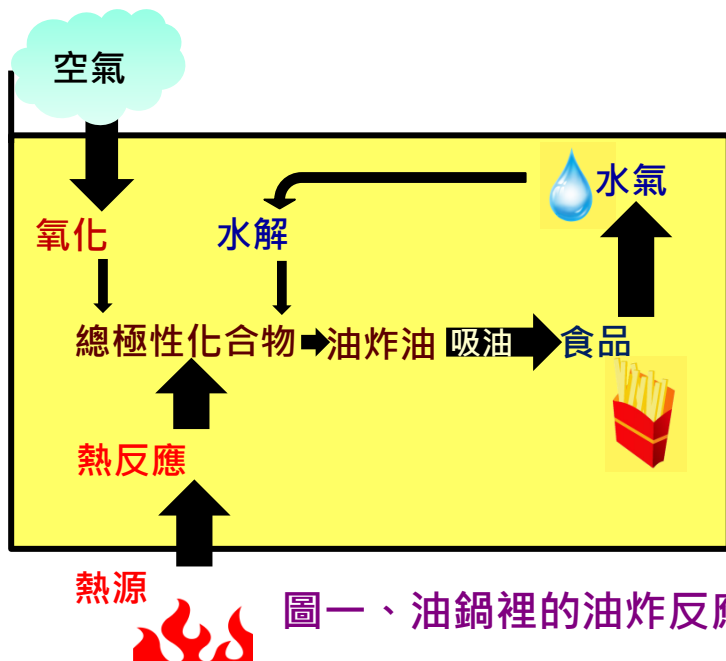 空氣
水氣
氧化
水解
總極性化合物
油炸油
吸油
食品
熱反應
熱源
圖一、油鍋裡的油炸反